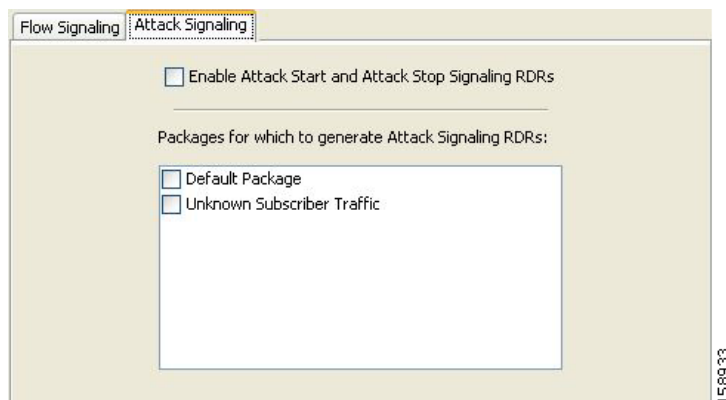 Flow Signaling
Attack Signaling
Enable Attack Start and Attack Stop Signaling RDRs
Packages for which to generate Attack Signaling RDRs:
Default Package
Unknown Subscriber Traffic
158933